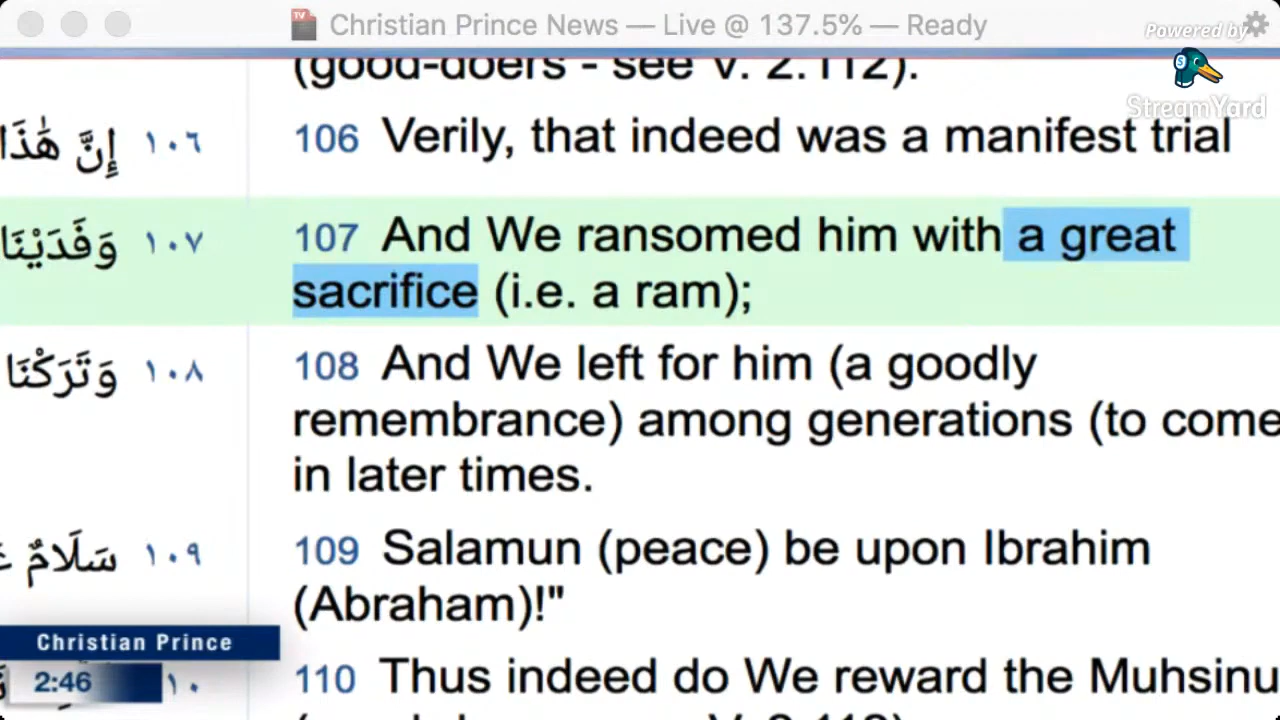 Christian Prince News — Live @ 137.5% — Ready
Powered by
StreamYard
(good-doers - see V. 2:112).
إِنَّ هَٰذَا ١٠٦ 106 Verily, that indeed was a manifest trial
وَفَدَيْنَا ١٠٧ 107 And We ransomed him with a great
sacrifice (i.e. a ram);
وَتَرَكْنَا ١٠٨ 108 And We left for him (a goodly
remembrance) among generations (to come
in later times.
سَلَامٌ ١٠٩ 109 Salamun (peace) be upon Ibrahim
(Abraham)!"
Christian Prince
2:46
110 Thus indeed do We reward the Muhsinu